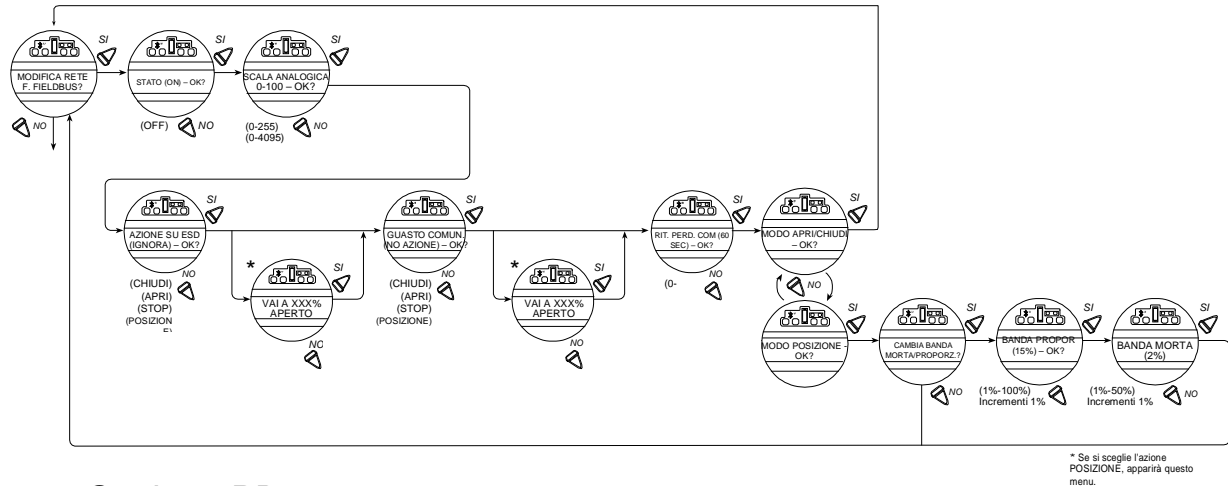 SI
SI
SI
MODIFICA RETE
F. FIELDBUS?
STATO (ON) – OK?
SCALA ANALOGICA
0-100 – OK?
NO
(OFF)
NO
(0-255)
(0-4095)
NO
SI
SI
SI
SI
AZIONE SU ESD
(IGNORA) – OK?
GUASTO COMUN.
(NO AZIONE) – OK?
RIT. PERD. COM (60
SEC) – OK?
MODO APRI/CHIUDI
– OK?
NO
(CHIUDI)
(APRI)
(STOP)
(POSIZION
E)
*
SI
VAI A XXX%
APERTO
NO
NO
(CHIUDI)
(APRI)
(STOP)
(POSIZIONE)
*
SI
VAI A XXX%
APERTO
NO
NO
(0-
NO
SI
SI
SI
SI
MODO POSIZIONE -
OK?
CAMBIA BANDA
MORTA/PROPORZ.?
BANDA PROPOR
(15%) – OK?
BANDA MORTA
(2%)
NO
(1%-100%)
Incrementi 1%
(1%-50%)
Incrementi 1%
NO
* Se si sceglie l'azione
POSIZIONE, apparirà questo
menu.